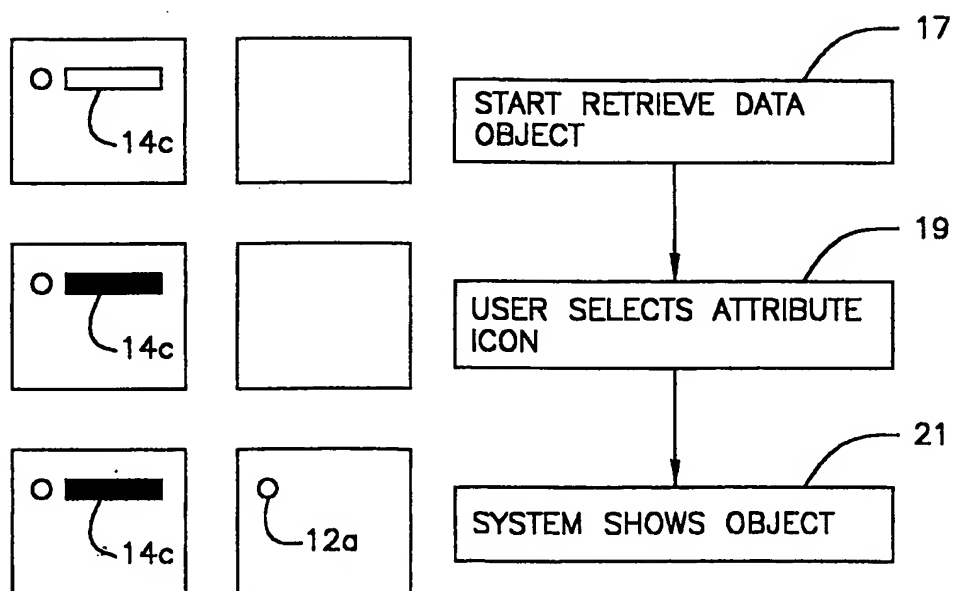 17
START RETRIEVE DATA
OBJECT
14c
19
USER SELECTS ATTRIBUTE
ICON
14c
21
SYSTEM SHOWS OBJECT
14c
12a